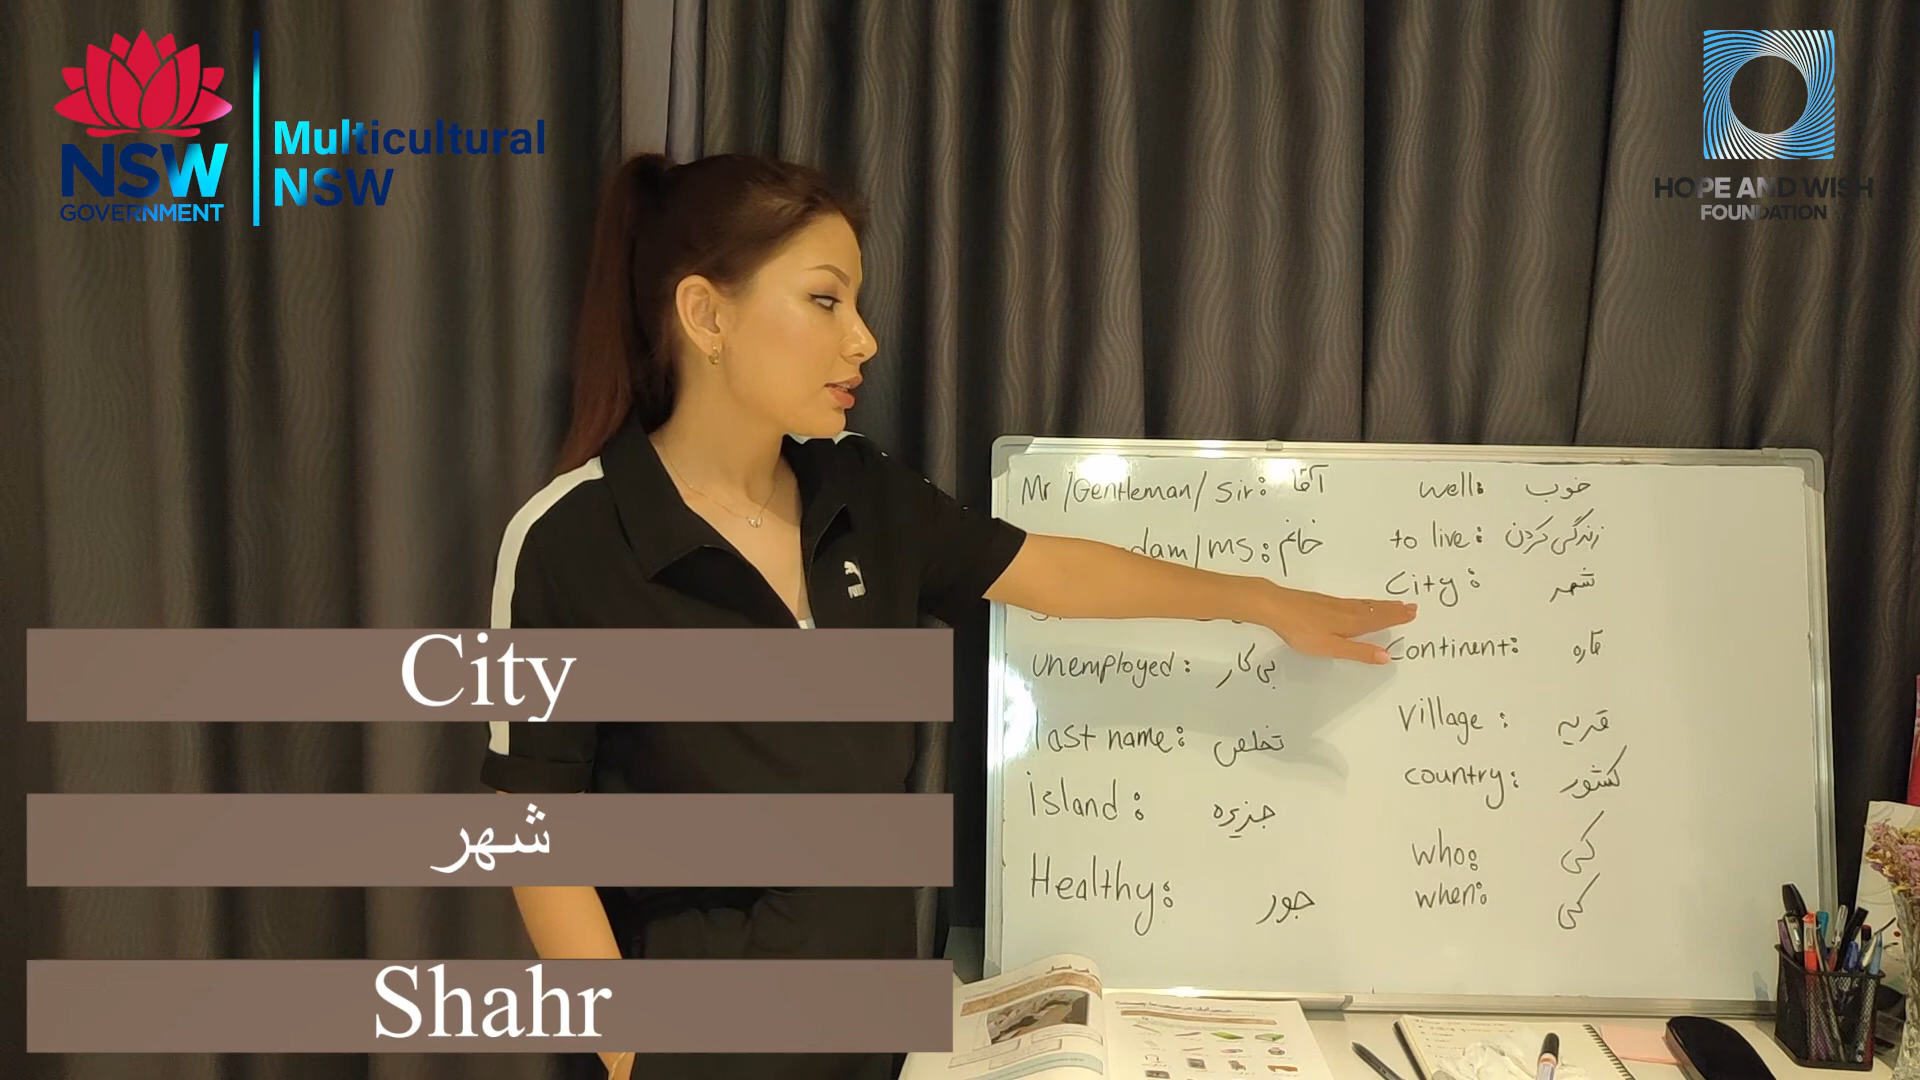 NSW
GOVERNMENT
Multicultural
NSW
HOPE AND WISH
FOUNDATION
Mr / Gentleman / Sir: آقا
dam / Ms: خانم
unemployed: بی کار
last name: تخلص
island: جزیره
Healthy: جور
well: خوب
to live: زندگی کردن
City: شهر
Continent: قاره
Village: قریه
country: کشور
who: کی
when: کی
City
شهر
Shahr